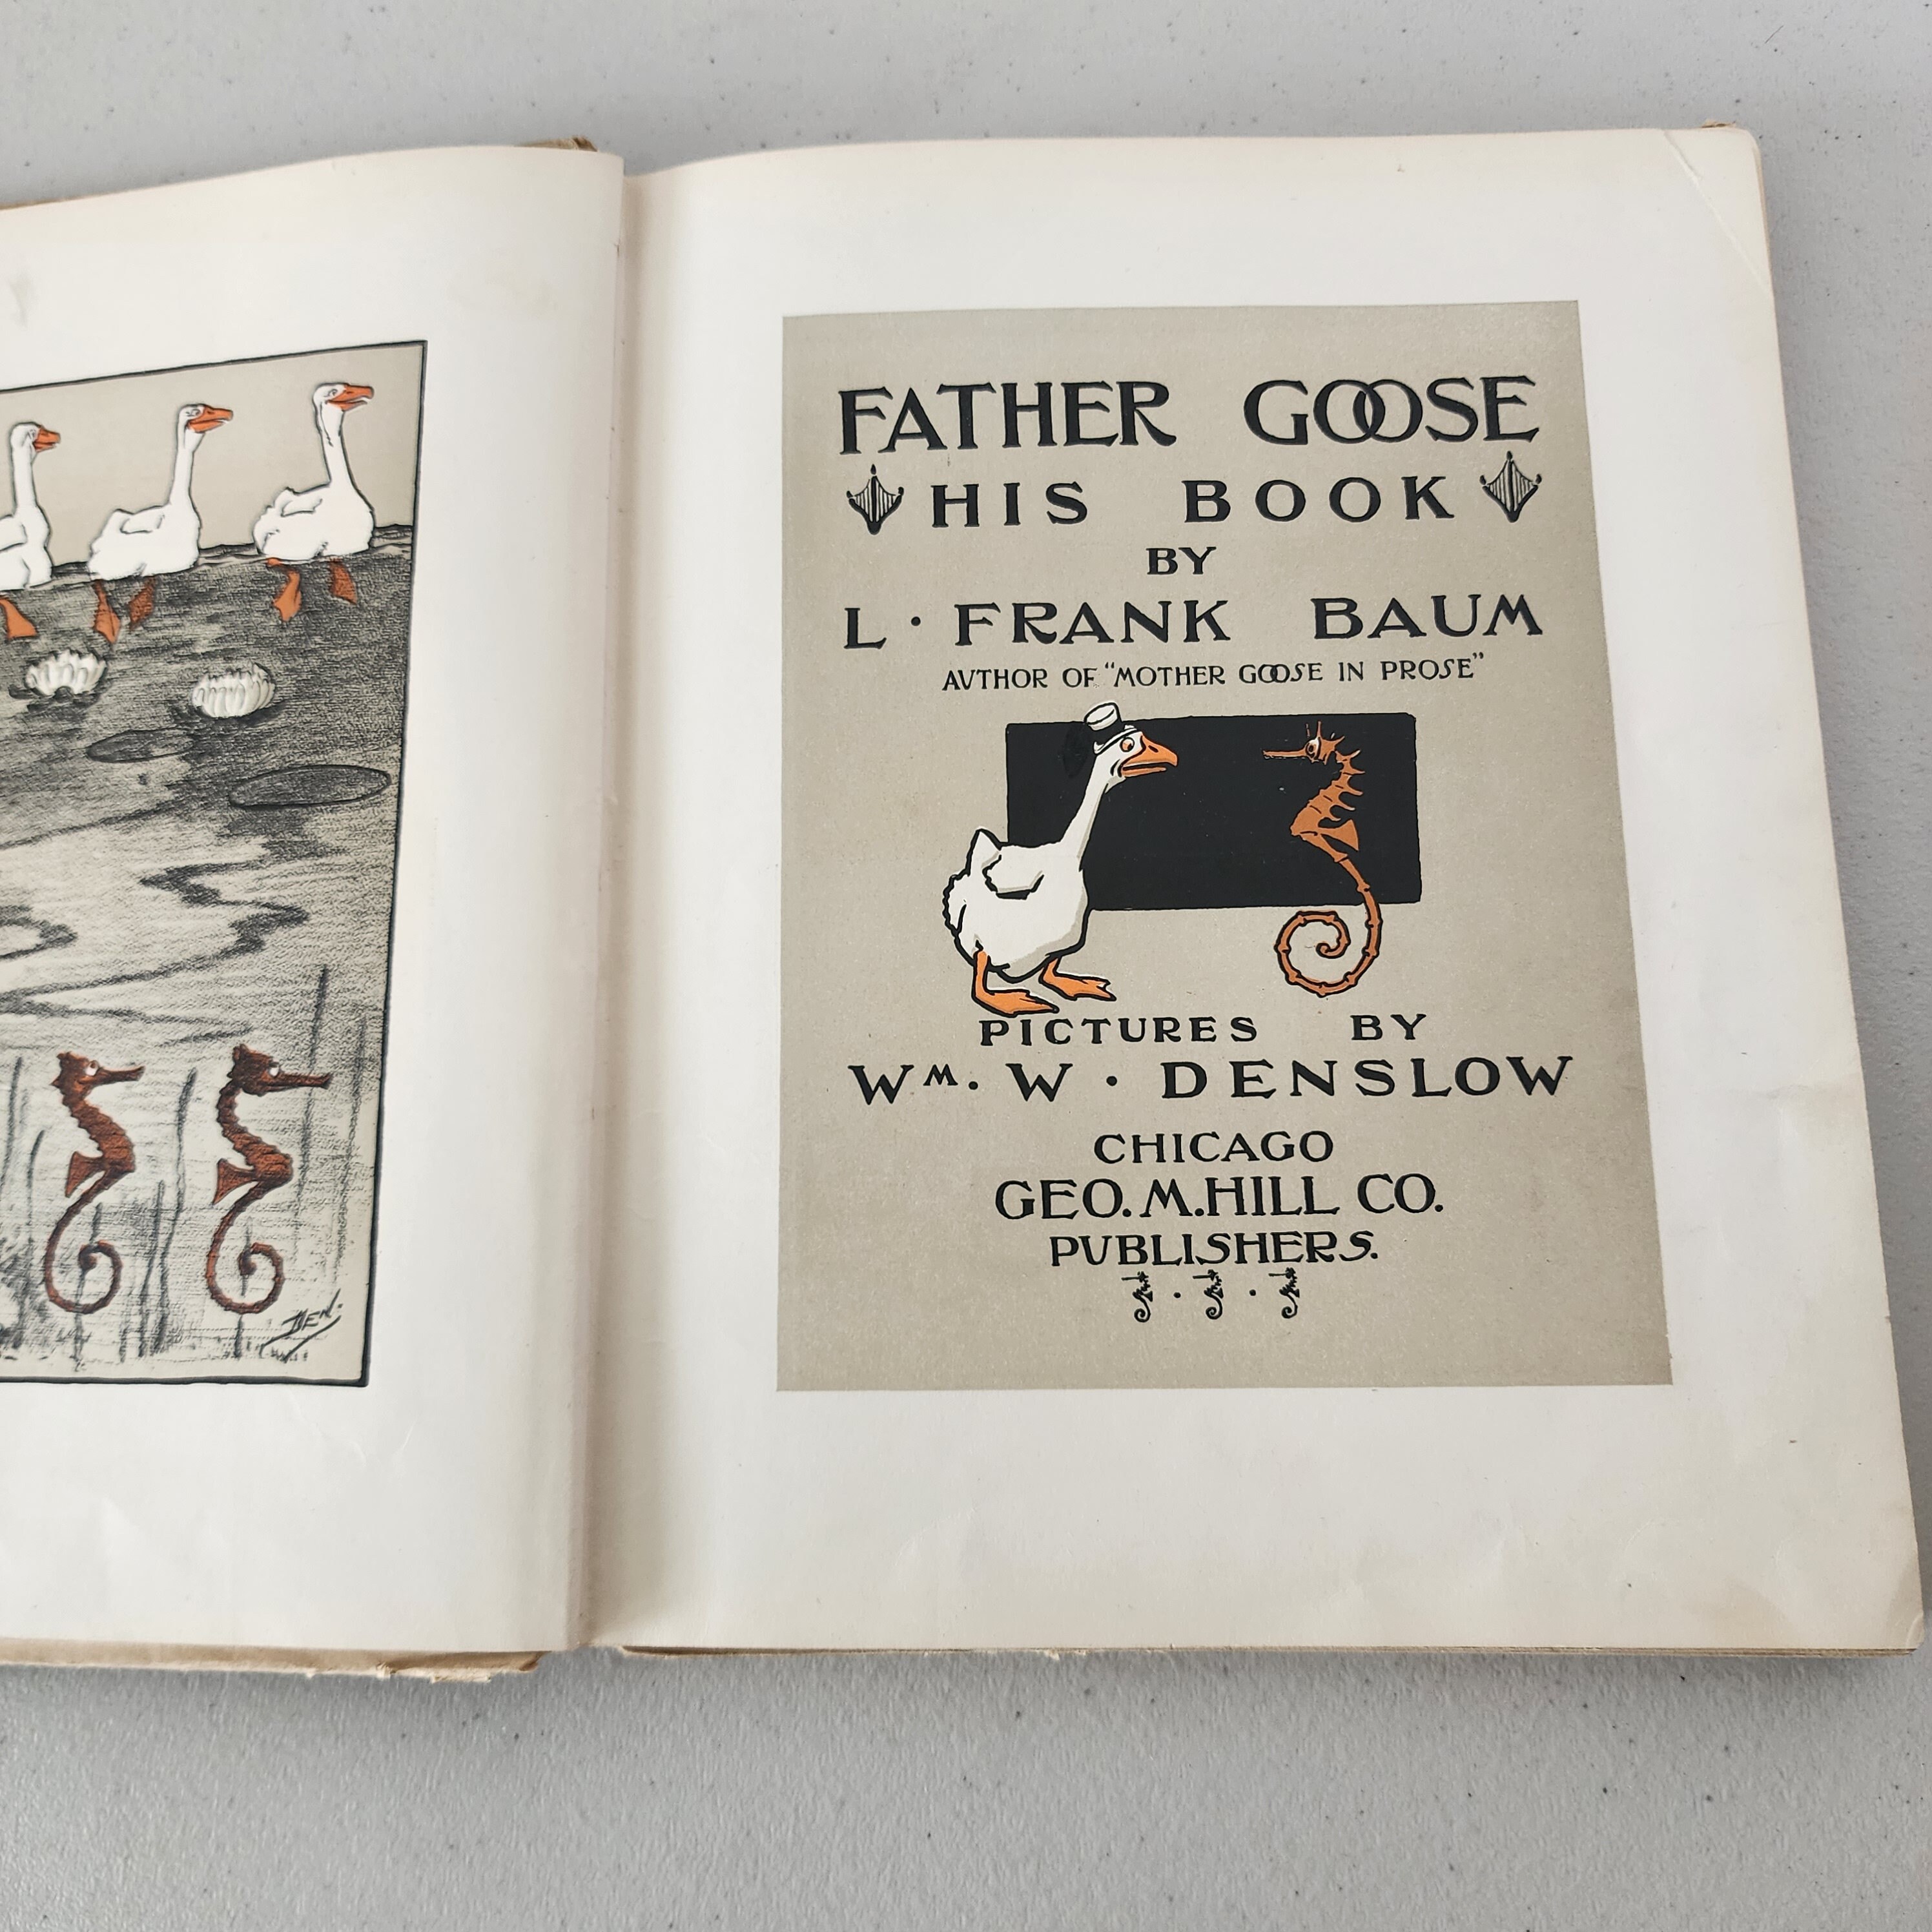 DEN.
FATHER GOOSE
HIS BOOK
BY
L · FRANK BAUM
AVTHOR OF "MOTHER GOOSE IN PROSE"
PICTURES BY
WM. W · DENSLOW
CHICAGO
GEO. M. HILL CO.
PUBLISHERS.